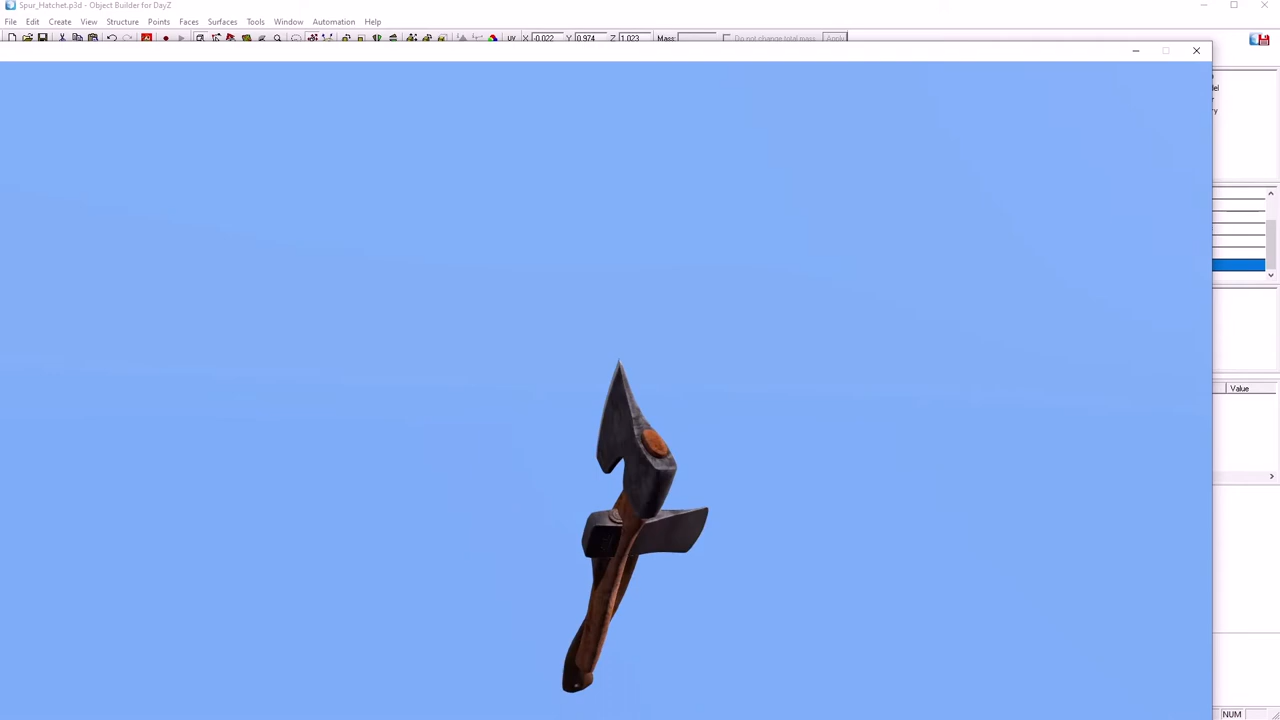 Spur_Hatchet.p3d - Object Builder for DayZ
File Edit Create View Structure Points Faces Surfaces Tools Window Automation Help
UV X -0.022 Y 0.974 Z 1.023 Mass: Do not change total mass Apply
Value
NUM